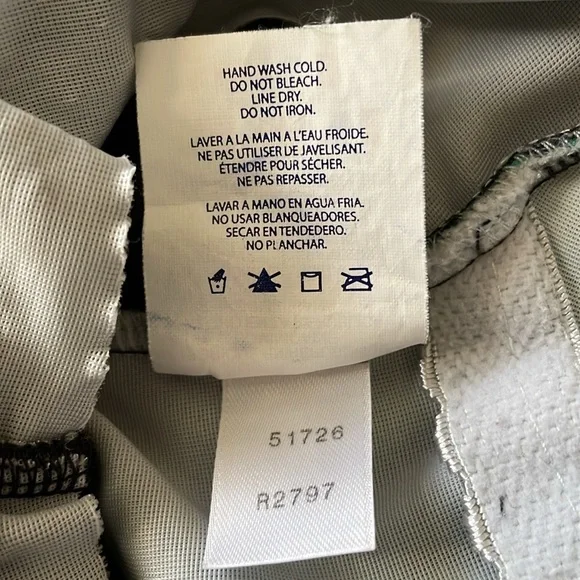 HAND WASH COLD.
DO NOT BLEACH.
LINE DRY.
DO NOT IRON.
LAVER A LA MAIN A L'EAU FROIDE.
NE PAS UTILISER DE JAVELISANT.
ÉTENDRE POUR SÉCHER.
NE PAS REPASSER.
LAVAR A MANO EN AGUA FRIA.
NO USAR BLANQUEADORES.
SECAR EN TENDEDERO.
NO PLANCHAR.
51726
R2797